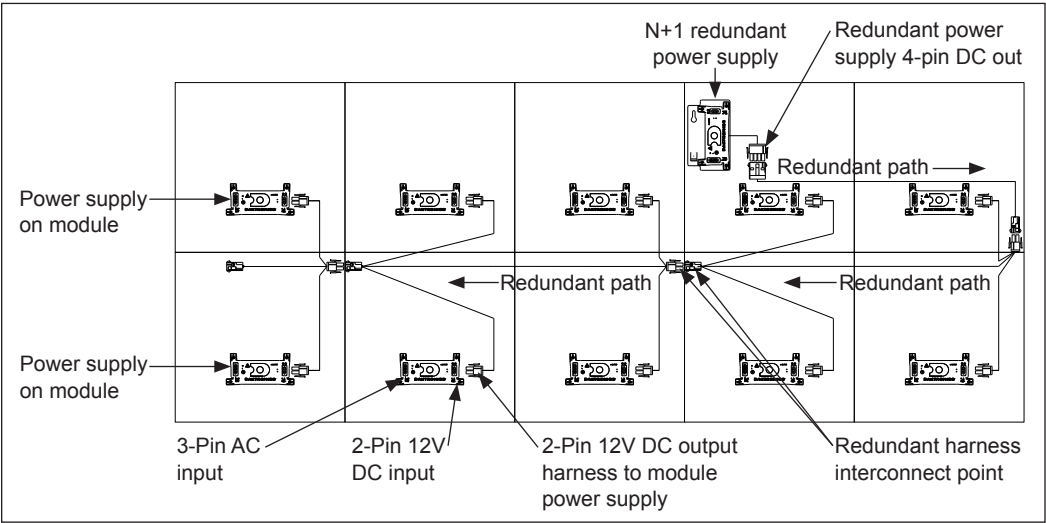 N+1 redundant
power supply
Redundant power
supply 4-pin DC out
Redundant path
Power supply
on module
Redundant path
Redundant path
Power supply
on module
3-Pin AC
input
2-Pin 12V
DC input
2-Pin 12V DC output
harness to module
power supply
Redundant harness
interconnect point